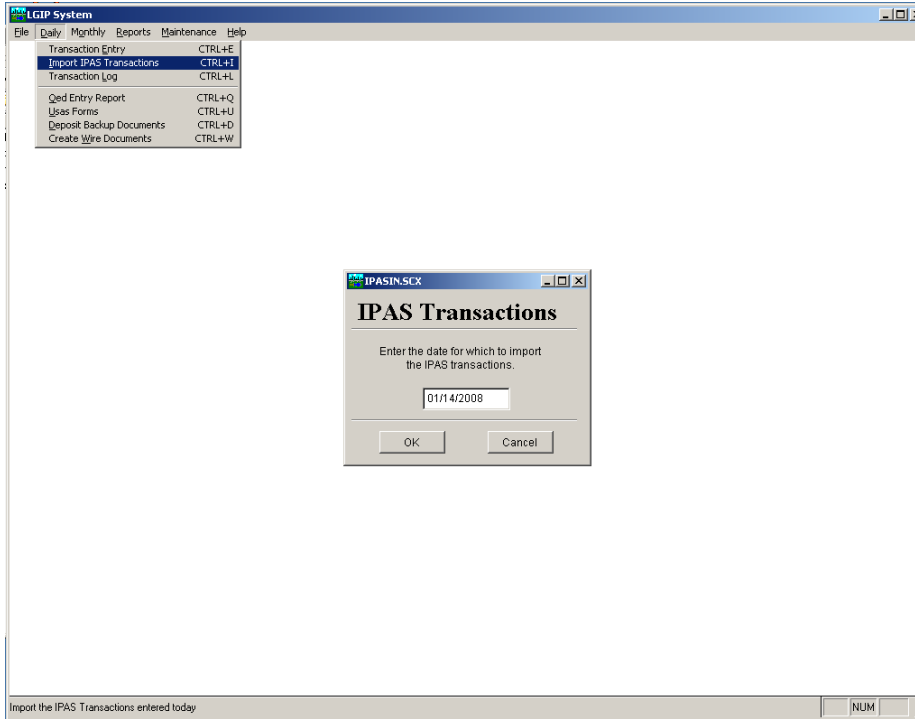 LGIP System
File Daily Monthly Reports Maintenance Help
Transaction Entry CTRL+E
Import IPAS Transactions CTRL+I
Transaction Log CTRL+L
Qed Entry Report CTRL+Q
Usas Forms CTRL+U
Deposit Backup Documents CTRL+D
Create Wire Documents CTRL+W
IPASIN.SCX
IPAS Transactions
Enter the date for which to import
the IPAS transactions.
01/14/2008
OK Cancel
Import the IPAS Transactions entered today NUM